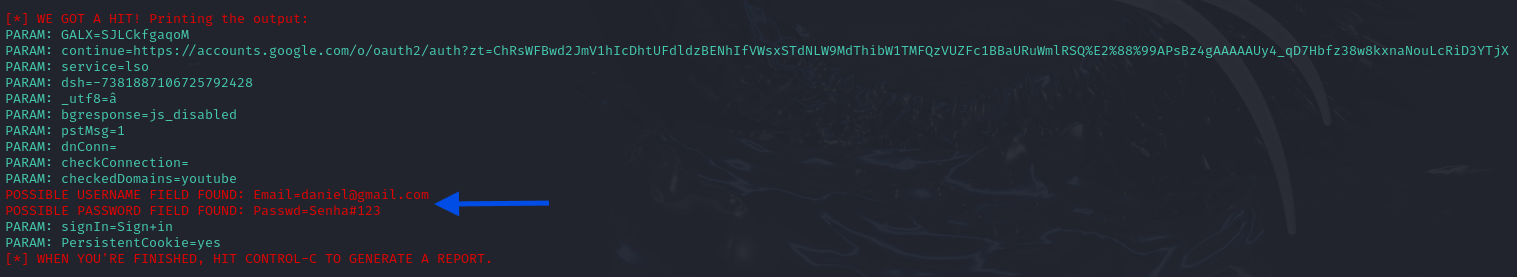 [*] WE GOT A HIT! Printing the output:
PARAM: GALX=SJLCkfgaqoM
PARAM: continue=https://accounts.google.com/o/oauth2/auth?zt=ChRsWFBwd2JmV1hIcDhtUFdldzBENhIfVWsxSTdNLW9MdThibW1TMFQzVUZFc1BBaURuWmlRSQ%E2%88%99APsBz4gAAAAAUy4_qD7Hbfz38w8kxnaNouLcRiD3YTjX
PARAM: service=lso
PARAM: dsh=-7381887106725792428
PARAM: _utf8=â
PARAM: bgresponse=js_disabled
PARAM: pstMsg=1
PARAM: dnConn=
PARAM: checkConnection=
PARAM: checkedDomains=youtube
POSSIBLE USERNAME FIELD FOUND: Email=daniel@gmail.com
POSSIBLE PASSWORD FIELD FOUND: Passwd=Senha#123
PARAM: signIn=Sign+in
PARAM: PersistentCookie=yes
[*] WHEN YOU'RE FINISHED, HIT CONTROL-C TO GENERATE A REPORT.